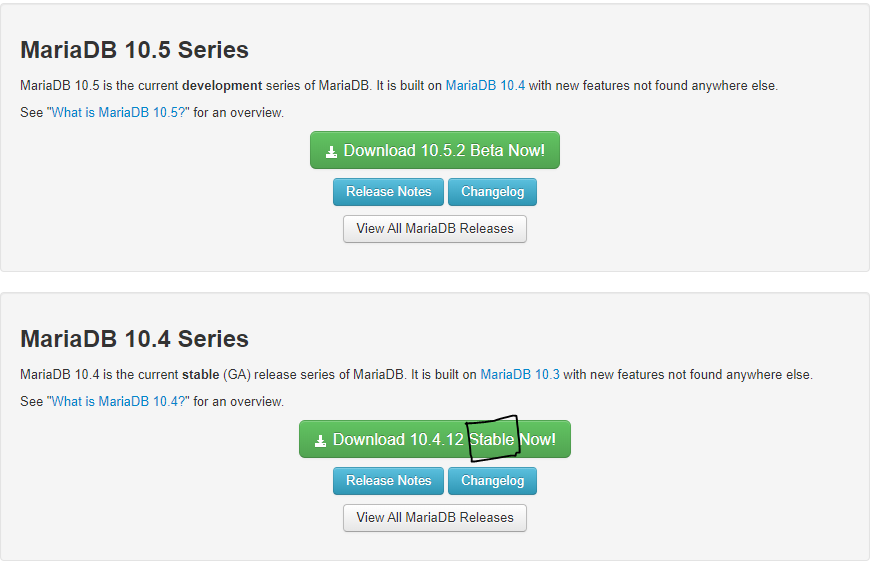 MariaDB 10.5 Series
MariaDB 10.5 is the current development series of MariaDB. It is built on MariaDB 10.4 with new features not found anywhere else.
See "What is MariaDB 10.5?" for an overview.
Download 10.5.2 Beta Now!
Release Notes Changelog
View All MariaDB Releases
MariaDB 10.4 Series
MariaDB 10.4 is the current stable (GA) release series of MariaDB. It is built on MariaDB 10.3 with new features not found anywhere else.
See "What is MariaDB 10.4?" for an overview.
Download 10.4.12 Stable Now!
Release Notes Changelog
View All MariaDB Releases